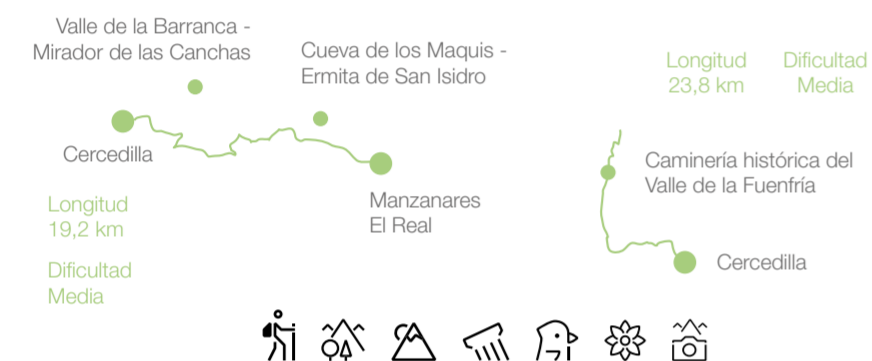 Valle de la Barranca -
Mirador de las Canchas
Cueva de los Maquis -
Ermita de San Isidro
Cercedilla
Manzanares
El Real
Longitud
19,2 km
Dificultad
Media
Longitud
23,8 km
Dificultad
Media
Caminería histórica del
Valle de la Fuenfría
Cercedilla